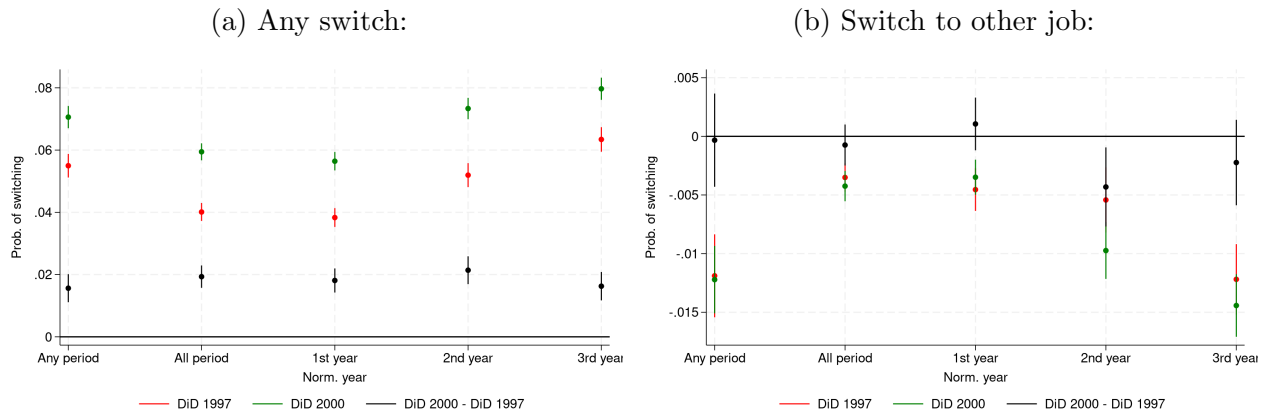 (a) Any switch:
Prob. of switching
.08
.06
.04
.02
0
Any period
All period
1st year
2nd year
3rd year
Norm. year
DiD 1997
DiD 2000
DiD 2000 - DiD 1997
(b) Switch to other job:
Prob. of switching
.005
0
-.005
-.01
-.015
Any period
All period
1st year
2nd year
3rd year
Norm. year
DiD 1997
DiD 2000
DiD 2000 - DiD 1997